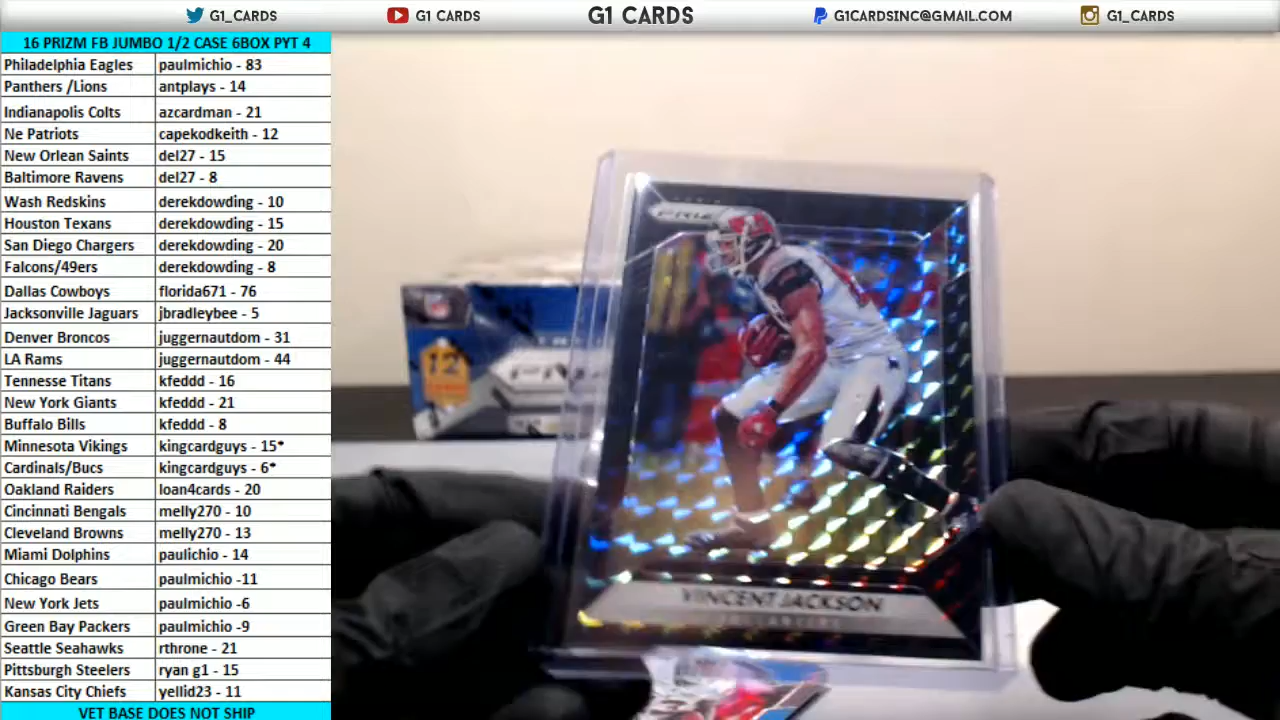 G1_CARDS
G1 CARDS
G1 CARDS
G1CARDSINC@GMAIL.COM
G1_CARDS
16 PRIZM FB JUMBO 1/2 CASE 6BOX PYT 4
Philadelphia Eagles paulmichio - 83
Panthers /Lions antplays - 14
Indianapolis Colts azcardman - 21
Ne Patriots capekodkeith - 12
New Orlean Saints del27 - 15
Baltimore Ravens del27 - 8
Wash Redskins derekdowding - 10
Houston Texans derekdowding - 15
San Diego Chargers derekdowding - 20
Falcons/49ers derekdowding - 8
Dallas Cowboys florida671 - 76
Jacksonville Jaguars jbradleybee - 5
Denver Broncos juggernautdom - 31
LA Rams juggernautdom - 44
Tennesse Titans kfeddd - 16
New York Giants kfeddd - 21
Buffalo Bills kfeddd - 8
Minnesota Vikings kingcardguys - 15*
Cardinals/Bucs kingcardguys - 6*
Oakland Raiders loan4cards - 20
Cincinnati Bengals melly270 - 10
Cleveland Browns melly270 - 13
Miami Dolphins paulichio - 14
Chicago Bears paulmichio -11
New York Jets paulmichio -6
Green Bay Packers paulmichio -9
Seattle Seahawks rthrone - 21
Pittsburgh Steelers ryan g1 - 15
Kansas City Chiefs yellid23 - 11
VET BASE DOES NOT SHIP
12
VINCENT JACKSON